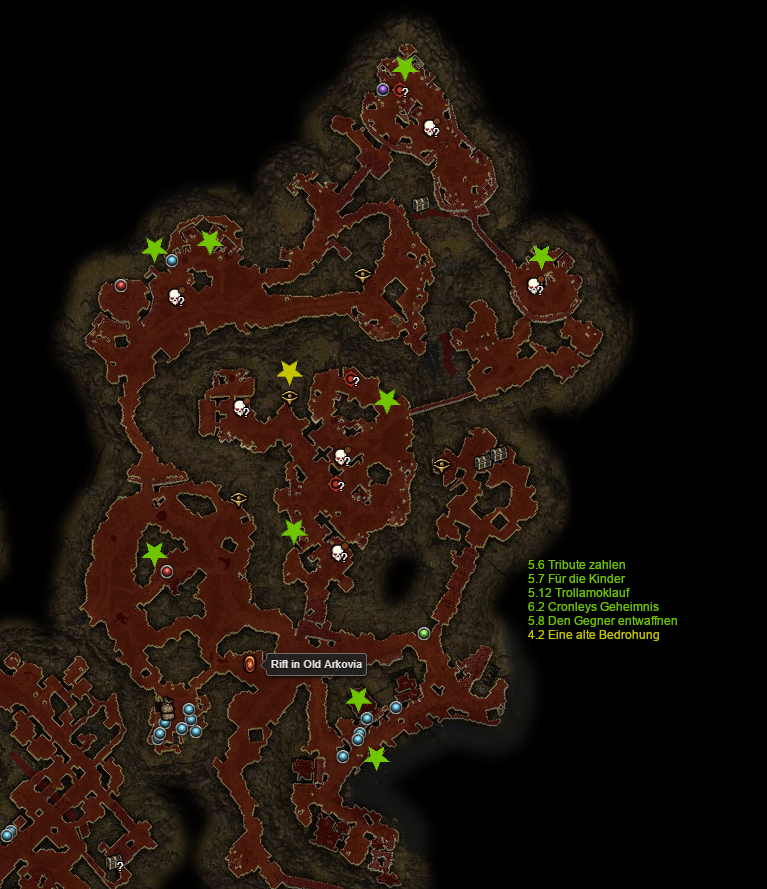 ?
?
?
?
?
?
?
?
5.6 Tribute zahlen
5.7 Für die Kinder
5.12 Trollamoklauf
6.2 Cronleys Geheimnis
5.8 Den Gegner entwaffnen
4.2 Eine alte Bedrohung
?
Rift in Old Arkovia
?